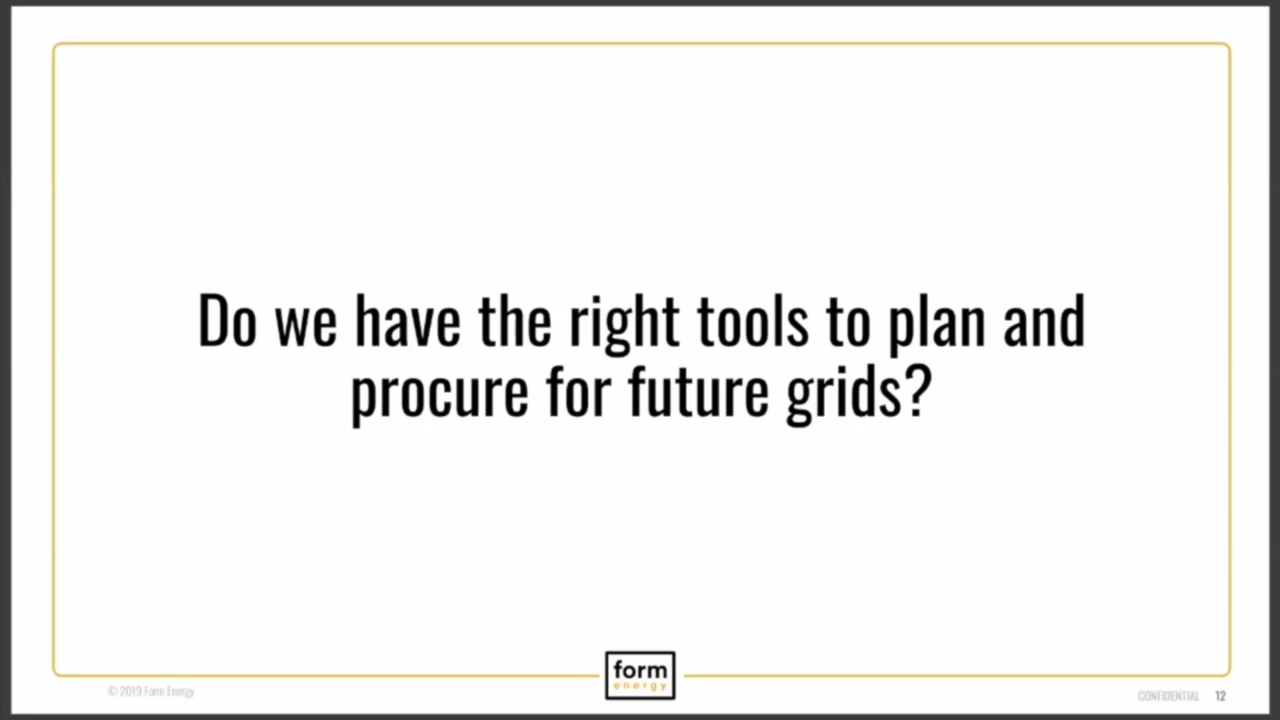 Do we have the right tools to plan and
procure for future grids?
form
energy
© 2019 Form Energy
CONFIDENTIAL 12